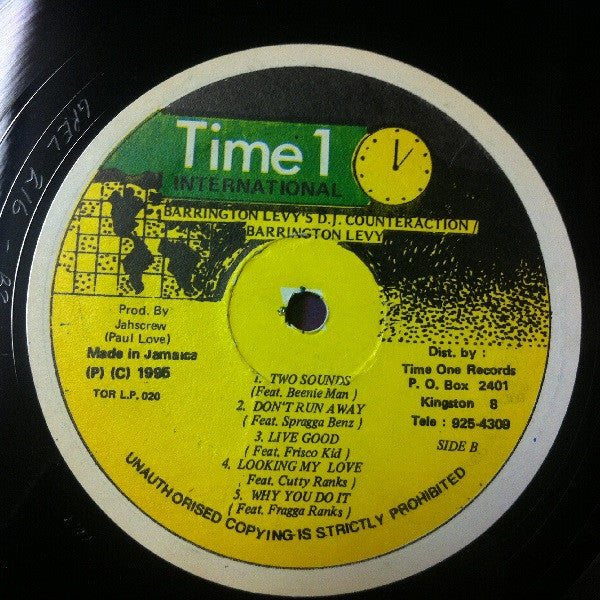 Time 1
INTERNATIONAL
BARRINGTON LEVY'S D.J. COUNTERACTION /
BARRINGTON LEVY
Prod. By
Jahscrew
(Paul Love)
Made in Jamaica
(P) (C) 1995
TOR L.P. 020
Dist. by :
Time One Records
P. O. Box 2401
Kingston 8
Tele : 925-4309
SIDE B
1. TWO SOUNDS
(Feat. Beenie Man )
2. DON'T RUN AWAY
( Feat. Spragga Benz )
3. LIVE GOOD
( Feat. Frisco Kid )
4. LOOKING MY LOVE
( Feat. Cutty Ranks )
5. WHY YOU DO IT
( Feat. Fragga Ranks )
UNAUTHORISED COPYING IS STRICTLY PROHIBITED